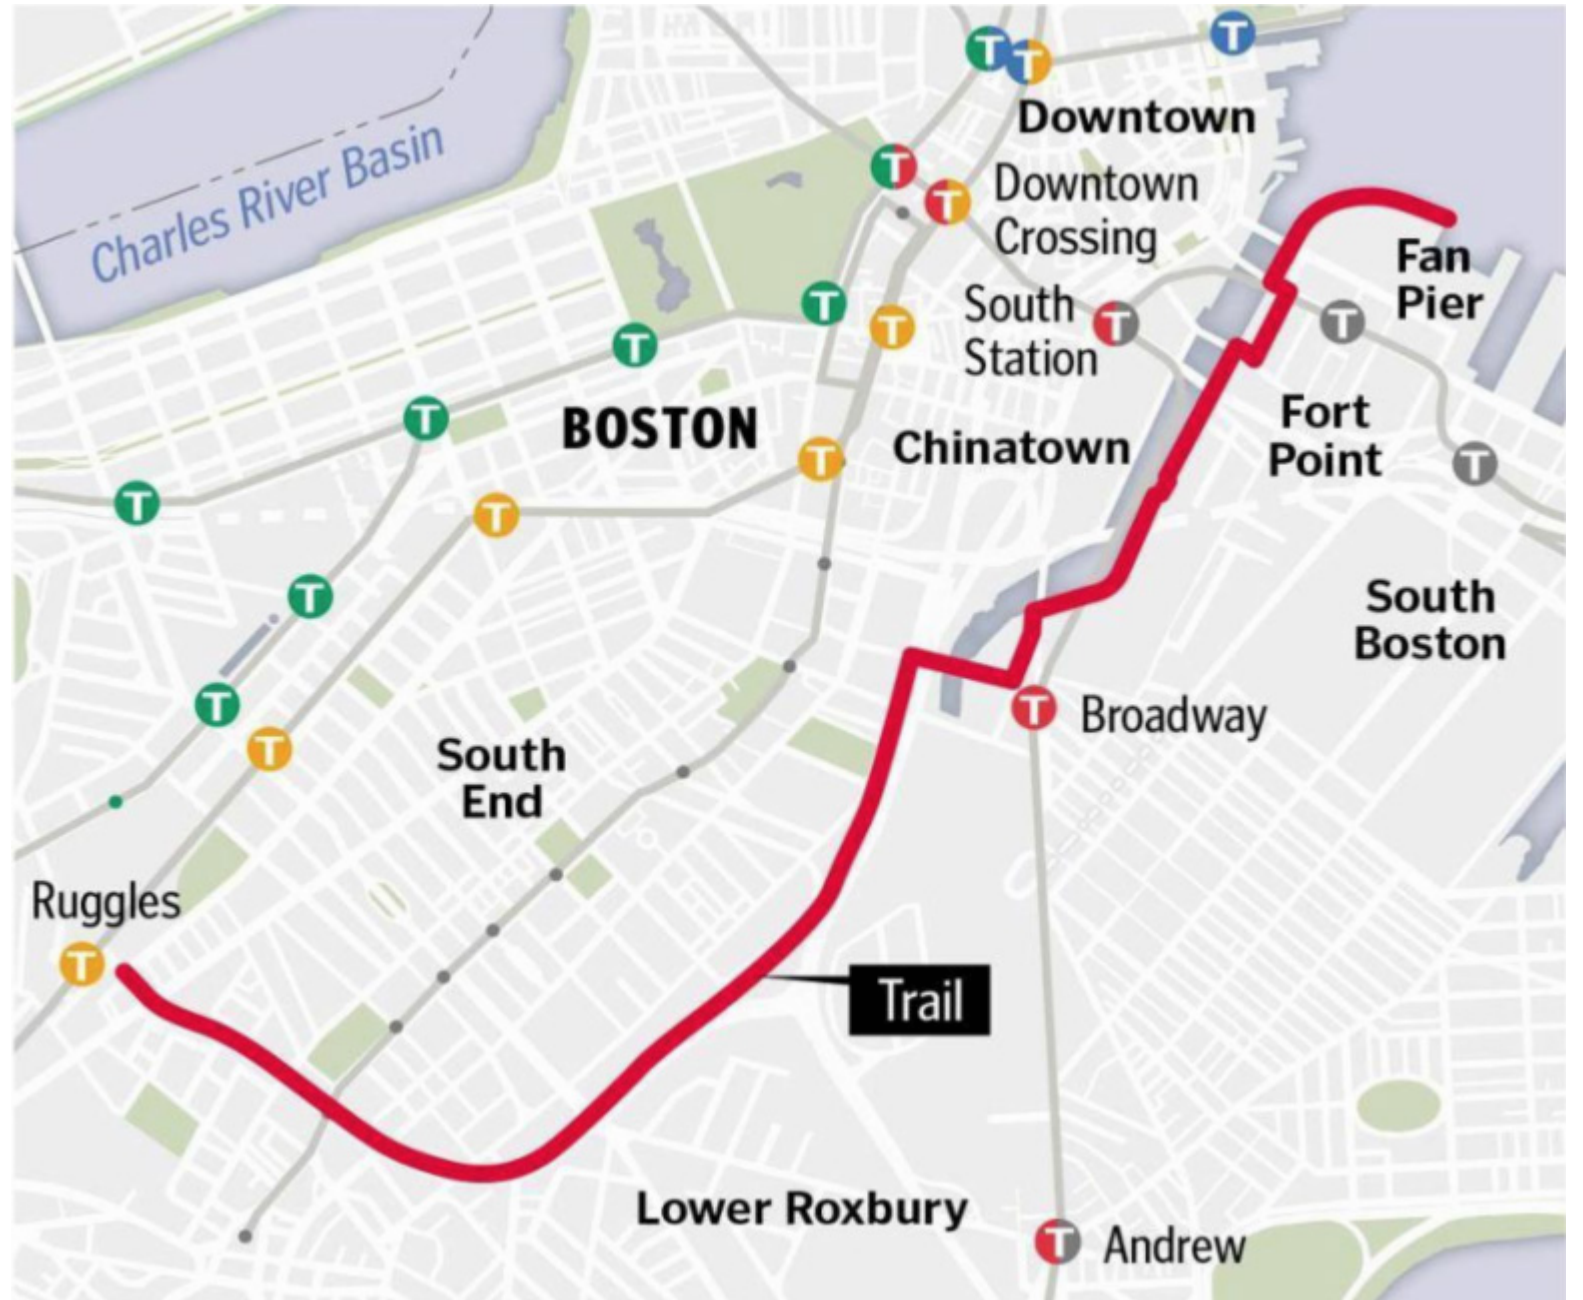 T
T
T
Downtown
Charles River Basin
T
T
Downtown
Crossing
Fan
Pier
T
T
South
Station
T
T
T
T
BOSTON
T
Chinatown
Fort
Point
T
T
T
T
South
Boston
T
T
T
Broadway
South
End
Ruggles
T
Trail
Lower Roxbury
T
Andrew